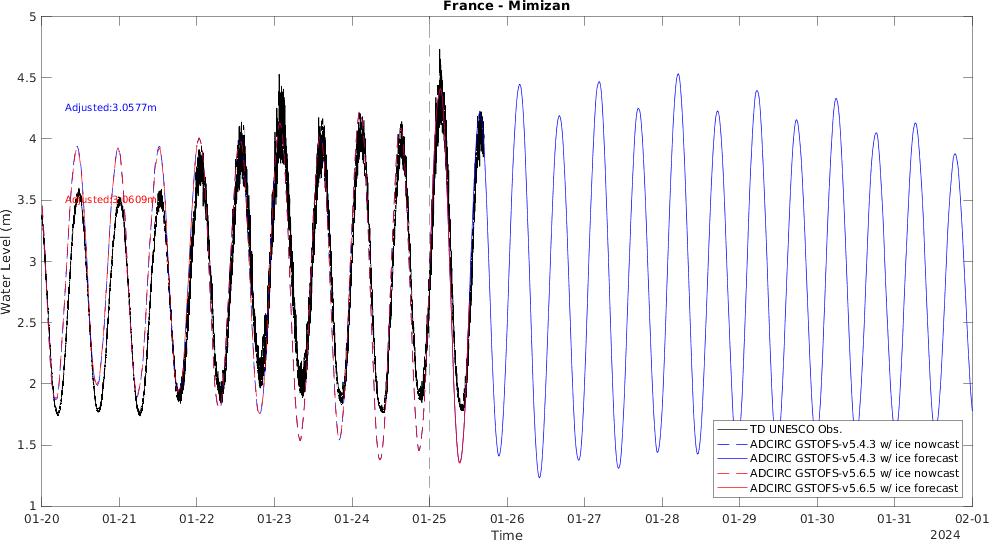 France - Mimizan
5
4.5
4
3.5
3
2.5
2
1.5
1
Water Level (m)
Adjusted:3.0577m
Adjusted:3.0609m
TD UNESCO Obs.
ADCIRC GSTOFS-v5.4.3 w/ ice nowcast
ADCIRC GSTOFS-v5.4.3 w/ ice forecast
ADCIRC GSTOFS-v5.6.5 w/ ice nowcast
ADCIRC GSTOFS-v5.6.5 w/ ice forecast
01-20 01-21 01-22 01-23 01-24 01-25 01-26 01-27 01-28 01-29 01-30 01-31 02-01
Time
2024